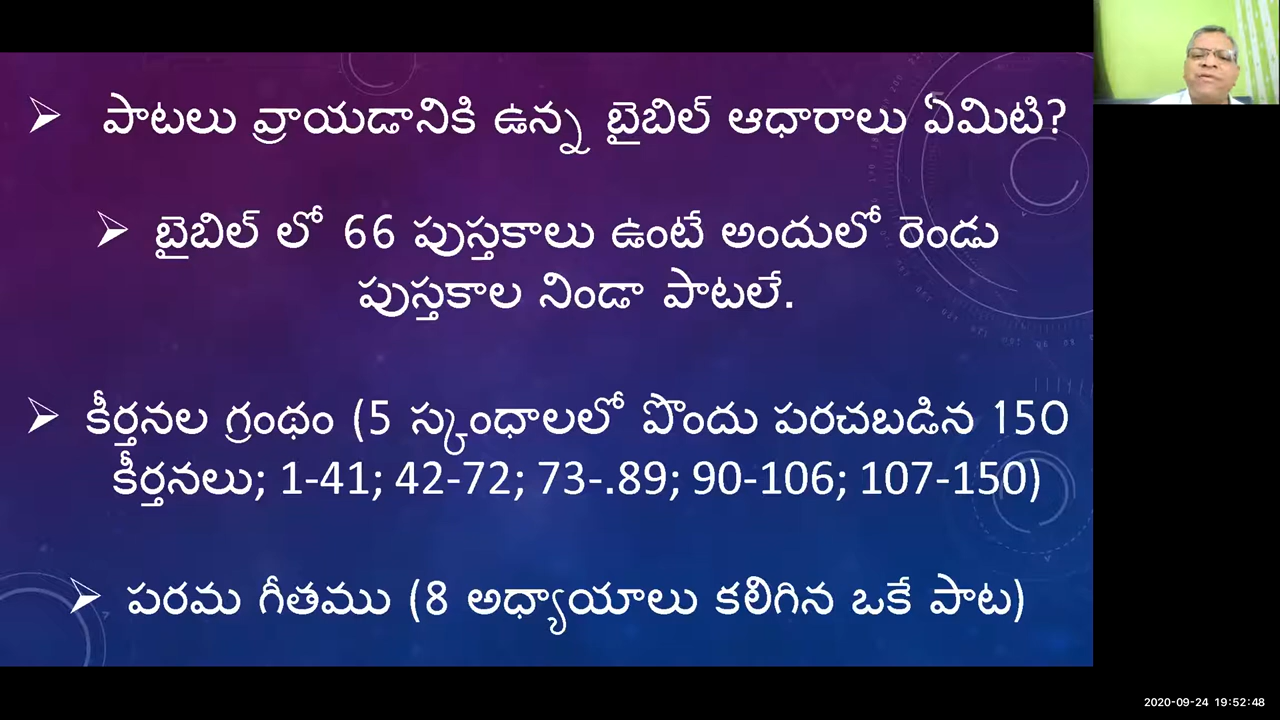 ➢ పాటలు వ్రాయడానికి ఉన్న బైబిల్ ఆధారాలు ఏమిటి?
➢ బైబిల్ లో 66 పుస్తకాలు ఉంటే అందులో రెండు
పుస్తకాల నిండా పాటలే.
➢ కీర్తనల గ్రంథం (5 స్కంధాలలో పొందు పరచబడిన 150
కీర్తనలు; 1-41; 42-72; 73-.89; 90-106; 107-150)
➢ పరమ గీతము (8 అధ్యాయాలు కలిగిన ఒకే పాట)
2020-09-24 19:52:48